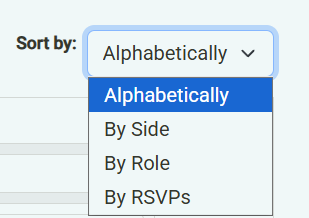 Sort by: Alphabetically
Alphabetically
By Side
By Role
By RSVPs